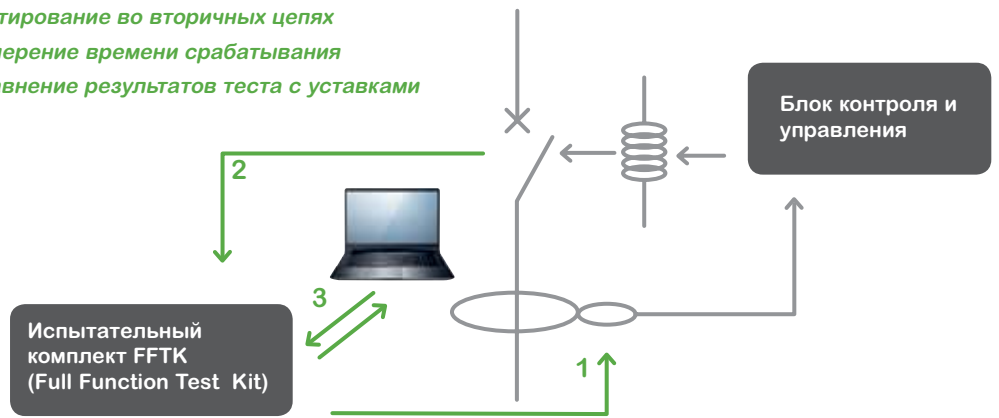 тирование во вторичных цепях
ерение времени срабатывания
внение результатов теста с уставками
Блок контроля и
управления
2
3
Испытательный
комплект FFTK
(Full Function Test Kit)
1